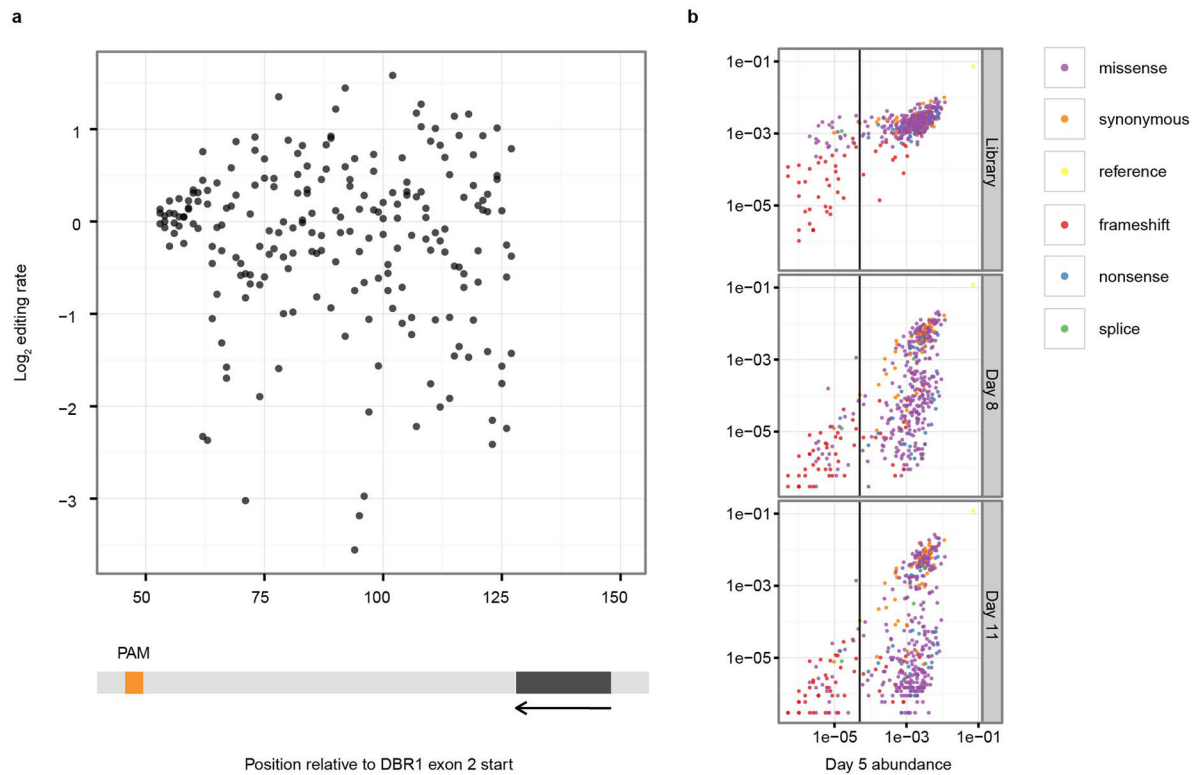 a
b
1
0
−1
−2
−3
Log2 editing rate
50
75
100
125
150
PAM
Position relative to DBR1 exon 2 start
1e−01
1e−03
1e−05
Library
1e−01
1e−03
1e−05
Day 8
1e−01
1e−03
1e−05
Day 11
1e−05
1e−03
1e−01
Day 5 abundance
missense
synonymous
reference
frameshift
nonsense
splice